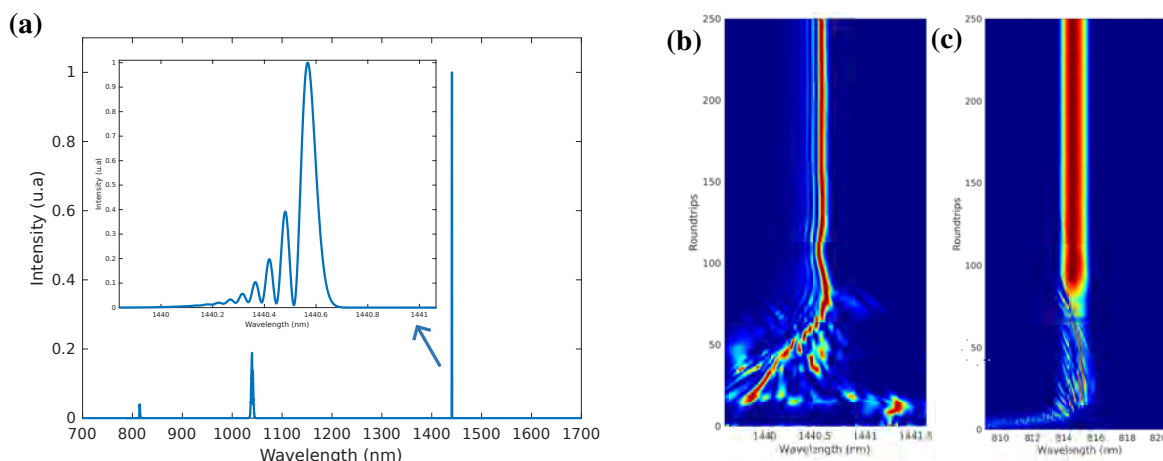 (a)
1
0.8
0.6
0.4
0.2
0
Intensity (u.a)
700 800 900 1000 1100 1200 1300 1400 1500 1600 1700
Wavelength (nm)
1
0.9
0.8
0.7
0.6
0.5
0.4
0.3
0.2
0.1
0
Intensity (u.a)
1440 1440.2 1440.4 1440.6 1440.8 1441
Wavelength (nm)
(b)
250
200
150
100
50
0
Roundtrips
1440 1440.5 1441
Wavelength (nm)
(c)
250
200
150
100
50
0
Roundtrips
810 812 814 816 818 820
Wavelength (nm)